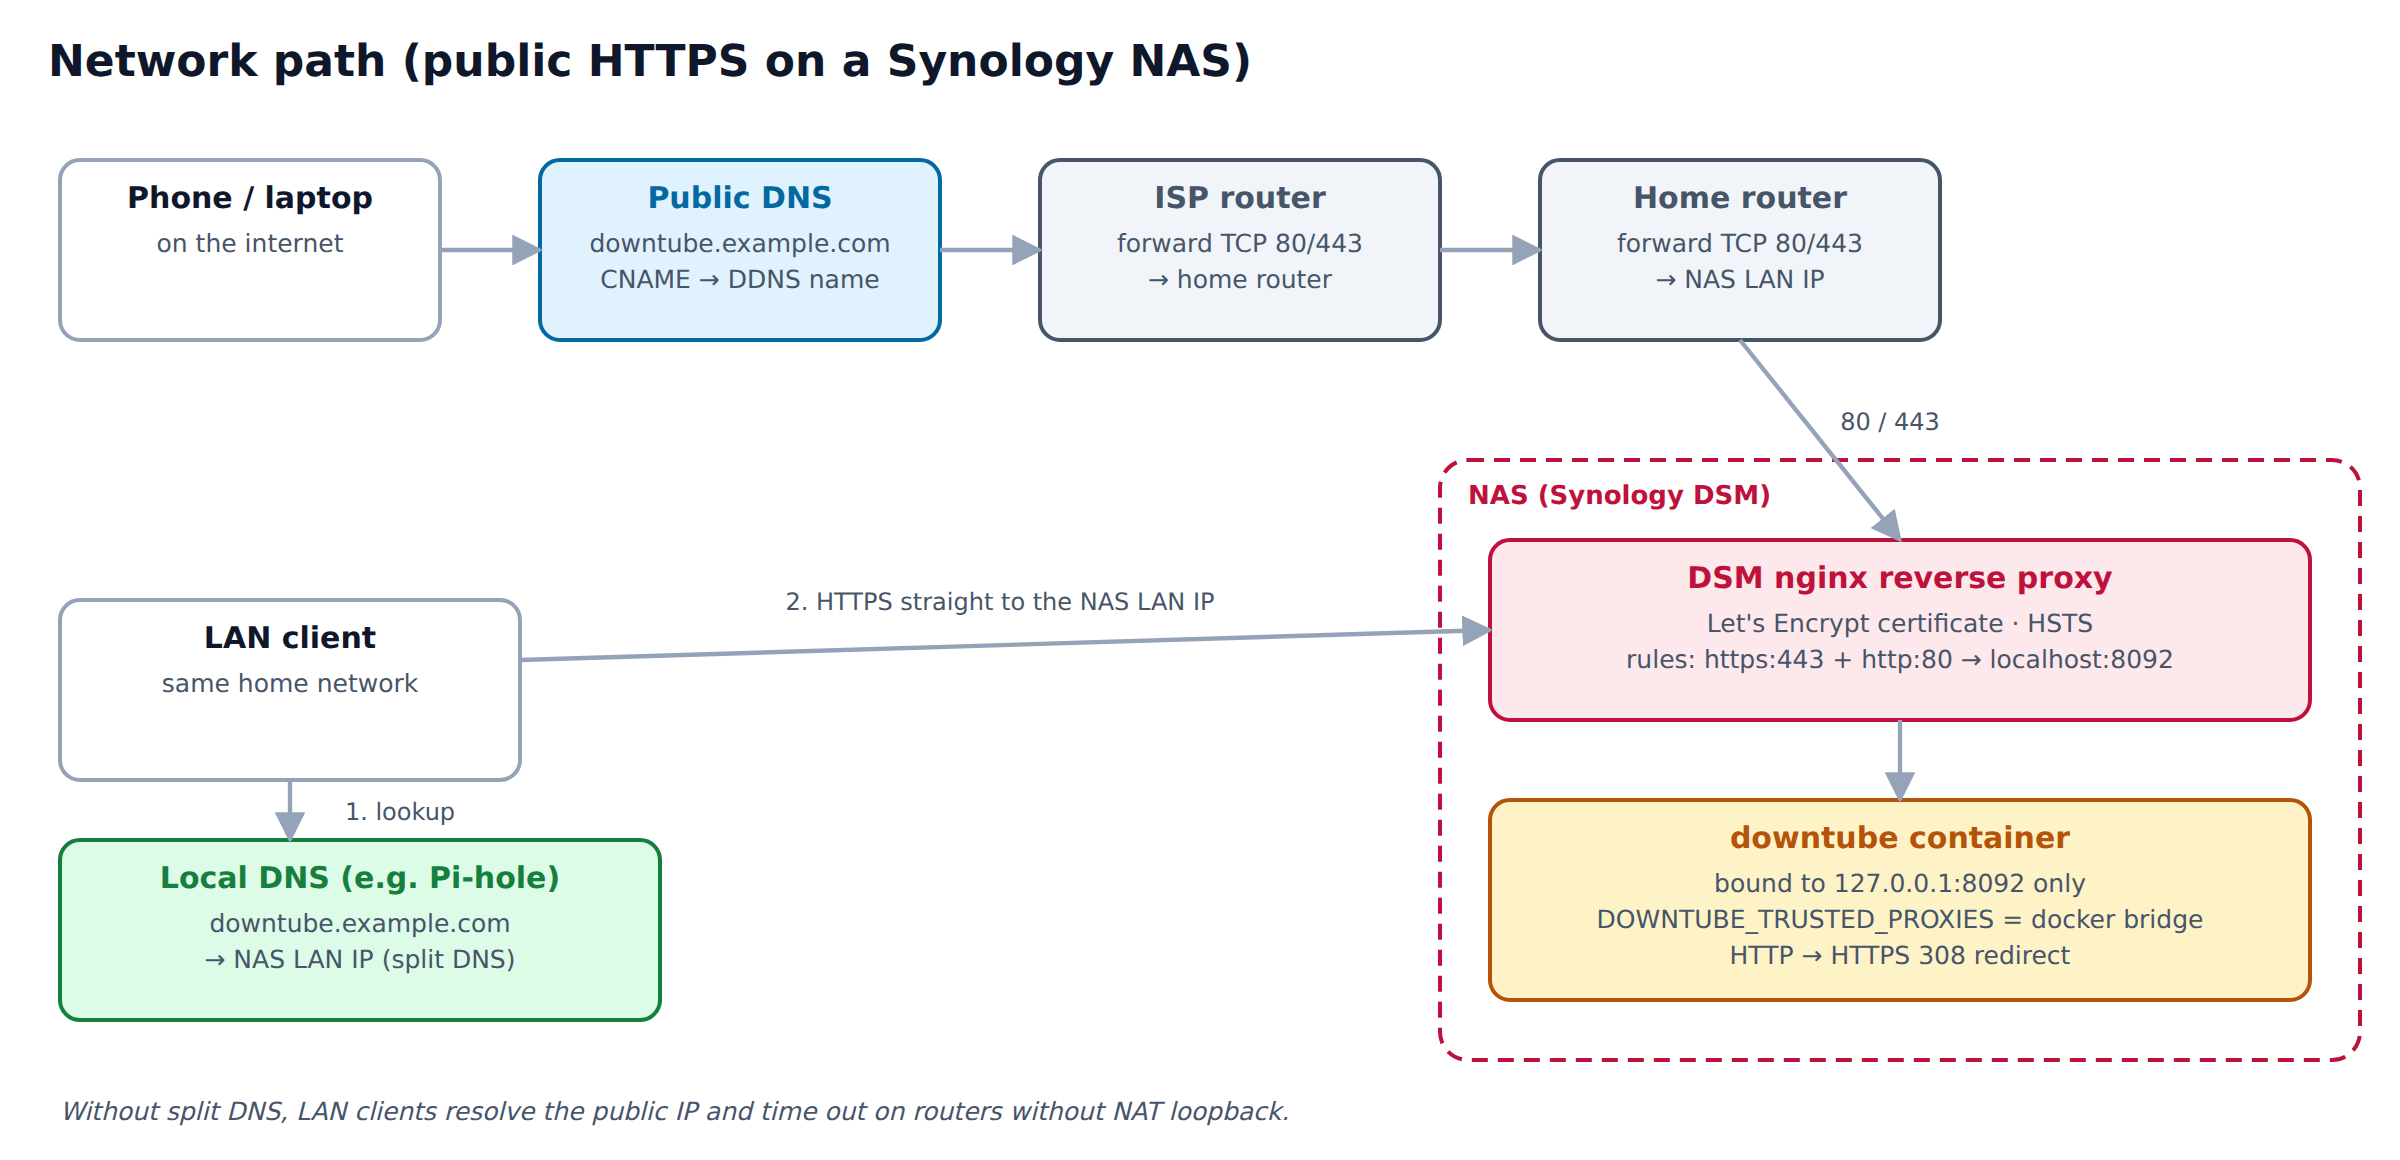 Network path (public HTTPS on a Synology NAS)
Phone / laptop
on the internet
Public DNS
downtube.example.com
CNAME → DDNS name
ISP router
forward TCP 80/443
→ home router
Home router
forward TCP 80/443
→ NAS LAN IP
80 / 443
NAS (Synology DSM)
DSM nginx reverse proxy
Let's Encrypt certificate · HSTS
rules: https:443 + http:80 → localhost:8092
2. HTTPS straight to the NAS LAN IP
LAN client
same home network
1. lookup
Local DNS (e.g. Pi-hole)
downtube.example.com
→ NAS LAN IP (split DNS)
downtube container
bound to 127.0.0.1:8092 only
DOWNTUBE_TRUSTED_PROXIES = docker bridge
HTTP → HTTPS 308 redirect
Without split DNS, LAN clients resolve the public IP and time out on routers without NAT loopback.